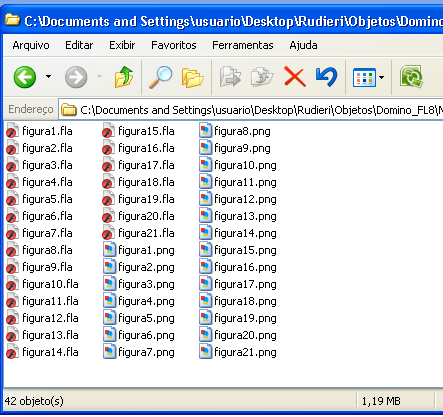 C:\Documents and Settings\usuario\Desktop\Rudieri\Objetos\Domino
Arquivo Editar Exibir Favoritos Ferramentas Ajuda
Endereço C:\Documents and Settings\usuario\Desktop\Rudieri\Objetos\Domino_FL8\
figura1.fla figura15.fla figura8.png
figura2.fla figura16.fla figura9.png
figura3.fla figura17.fla figura10.png
figura4.fla figura18.fla figura11.png
figura5.fla figura19.fla figura12.png
figura6.fla figura20.fla figura13.png
figura7.fla figura21.fla figura14.png
figura8.fla figura1.png figura15.png
figura9.fla figura2.png figura16.png
figura10.fla figura3.png figura17.png
figura11.fla figura4.png figura18.png
figura12.fla figura5.png figura19.png
figura13.fla figura6.png figura20.png
figura14.fla figura7.png figura21.png
42 objeto(s) 1,19 MB